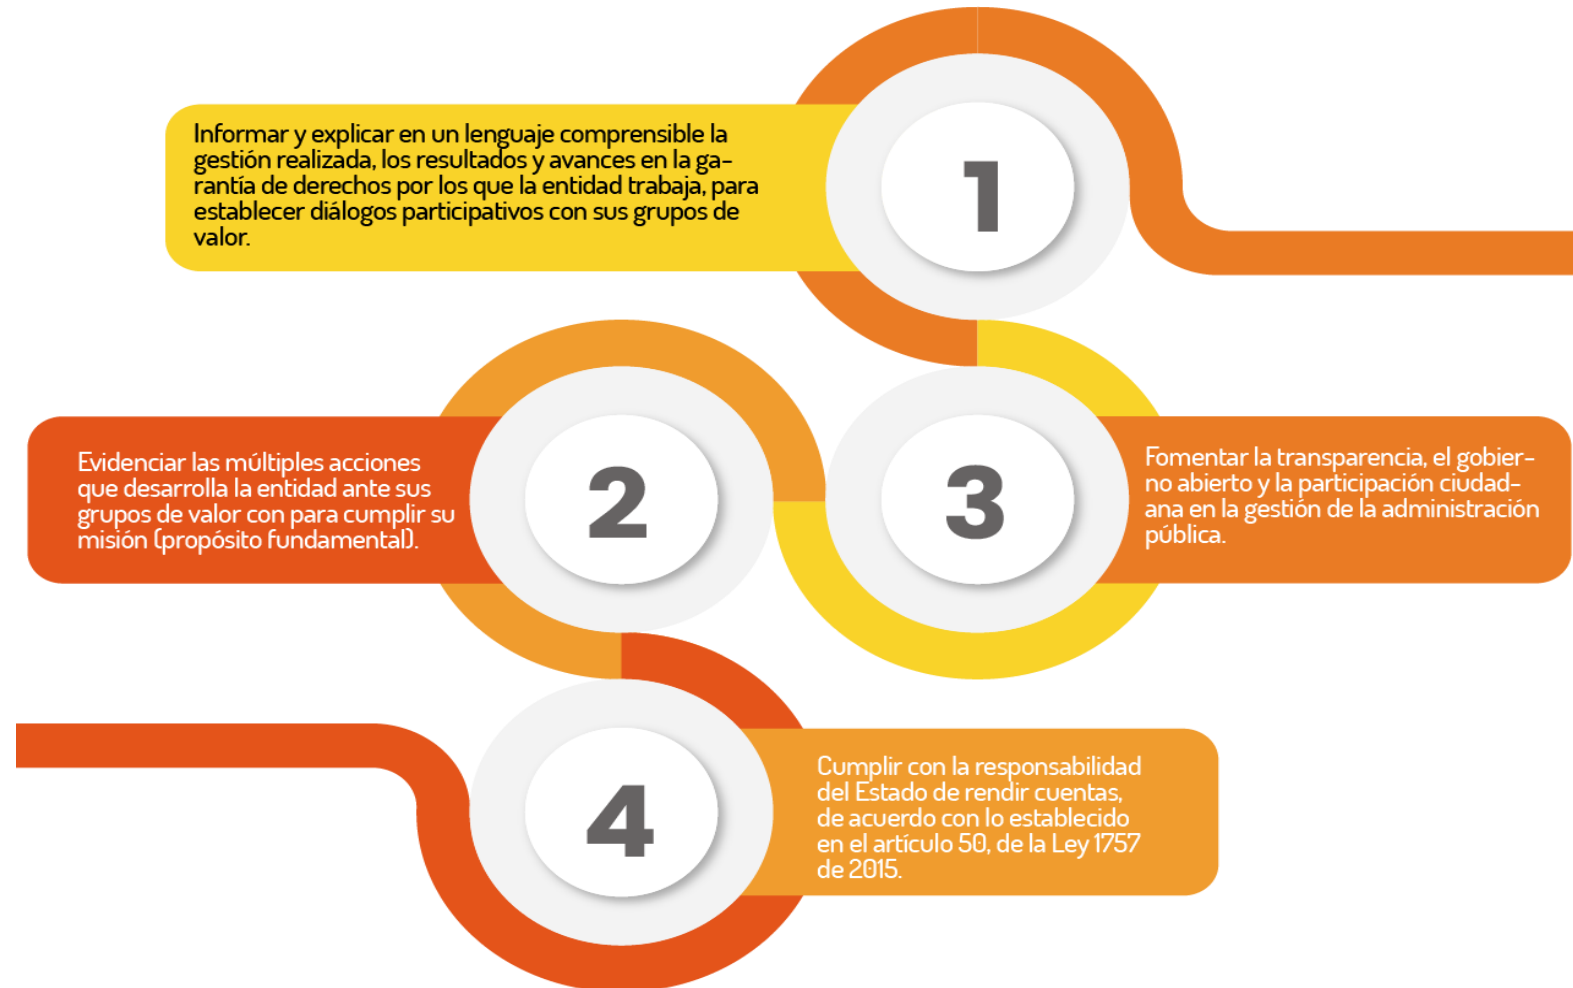 Informar y explicar en un lenguaje comprensible la
gestión realizada, los resultados y avances en la ga-
rantía de derechos por los que la entidad trabaja, para
establecer diálogos participativos con sus grupos de
valor.
1
Evidenciar las múltiples acciones
que desarrolla la entidad ante sus
grupos de valor con para cumplir su
misión (propósito fundamental).
2
3
Fomentar la transparencia, el gobier-
no abierto y la participación ciudad-
ana en la gestión de la administración
pública.
4
Cumplir con la responsabilidad
del Estado de rendir cuentas,
de acuerdo con lo establecido
en el artículo 50, de la Ley 1757
de 2015.